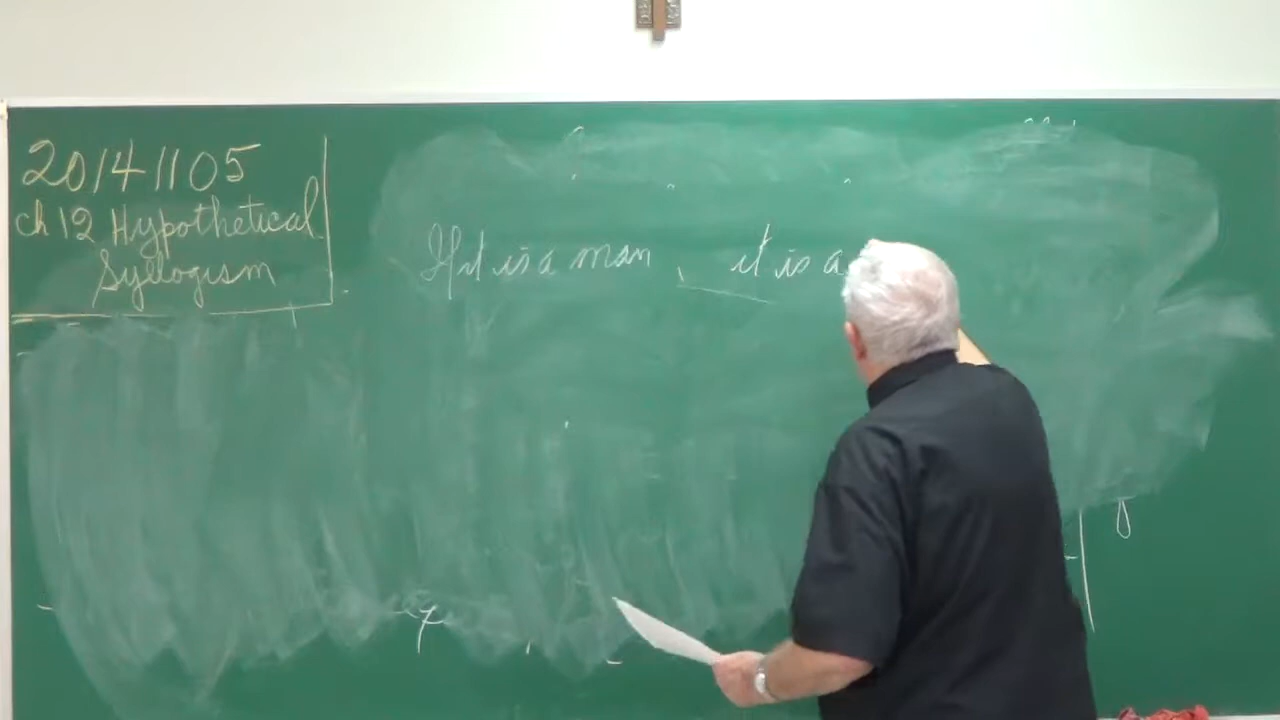 20141105
ch 12 Hypothetical
Syllogism
If it is a man, it is a